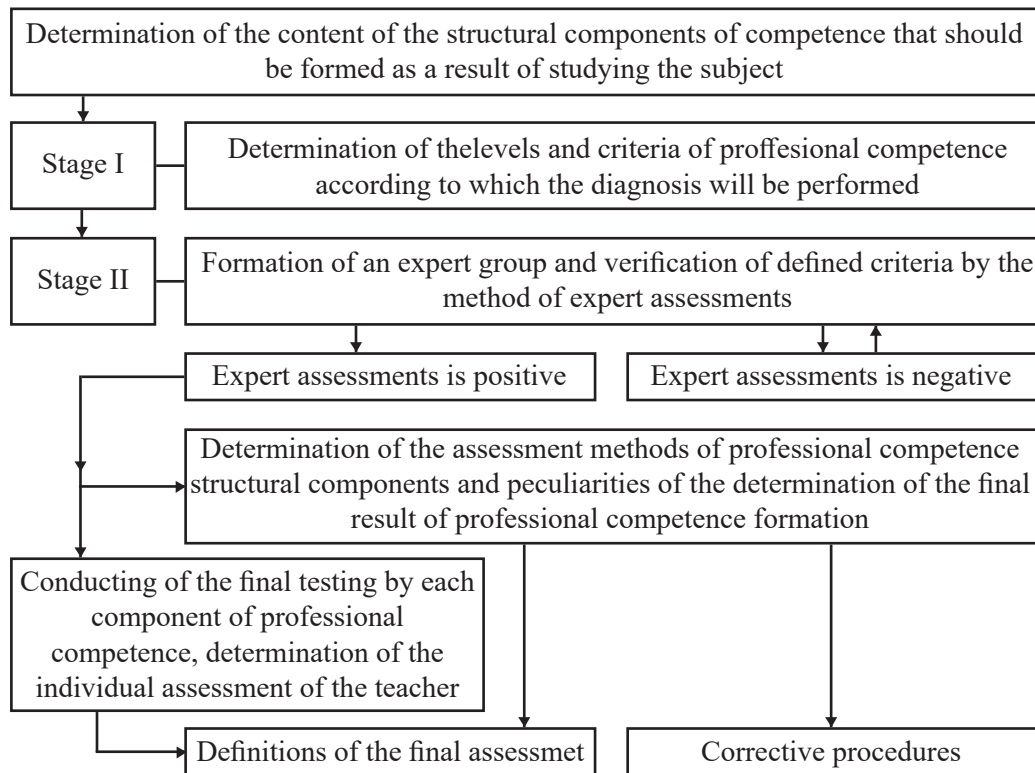 Determination of the content of the structural components of competence that should
be formed as a result of studying the subject
Stage I
Determination of thelevels and criteria of proffesional competence
according to which the diagnosis will be performed
Stage II
Formation of an expert group and verification of defined criteria by the
method of expert assessments
Expert assessments is positive
Expert assessments is negative
Determination of the assessment methods of professional competence
structural components and peculiarities of the determination of the final
result of professional competence formation
Conducting of the final testing by each
component of professional
competence, determination of the
individual assessment of the teacher
Definitions of the final assessmet
Corrective procedures